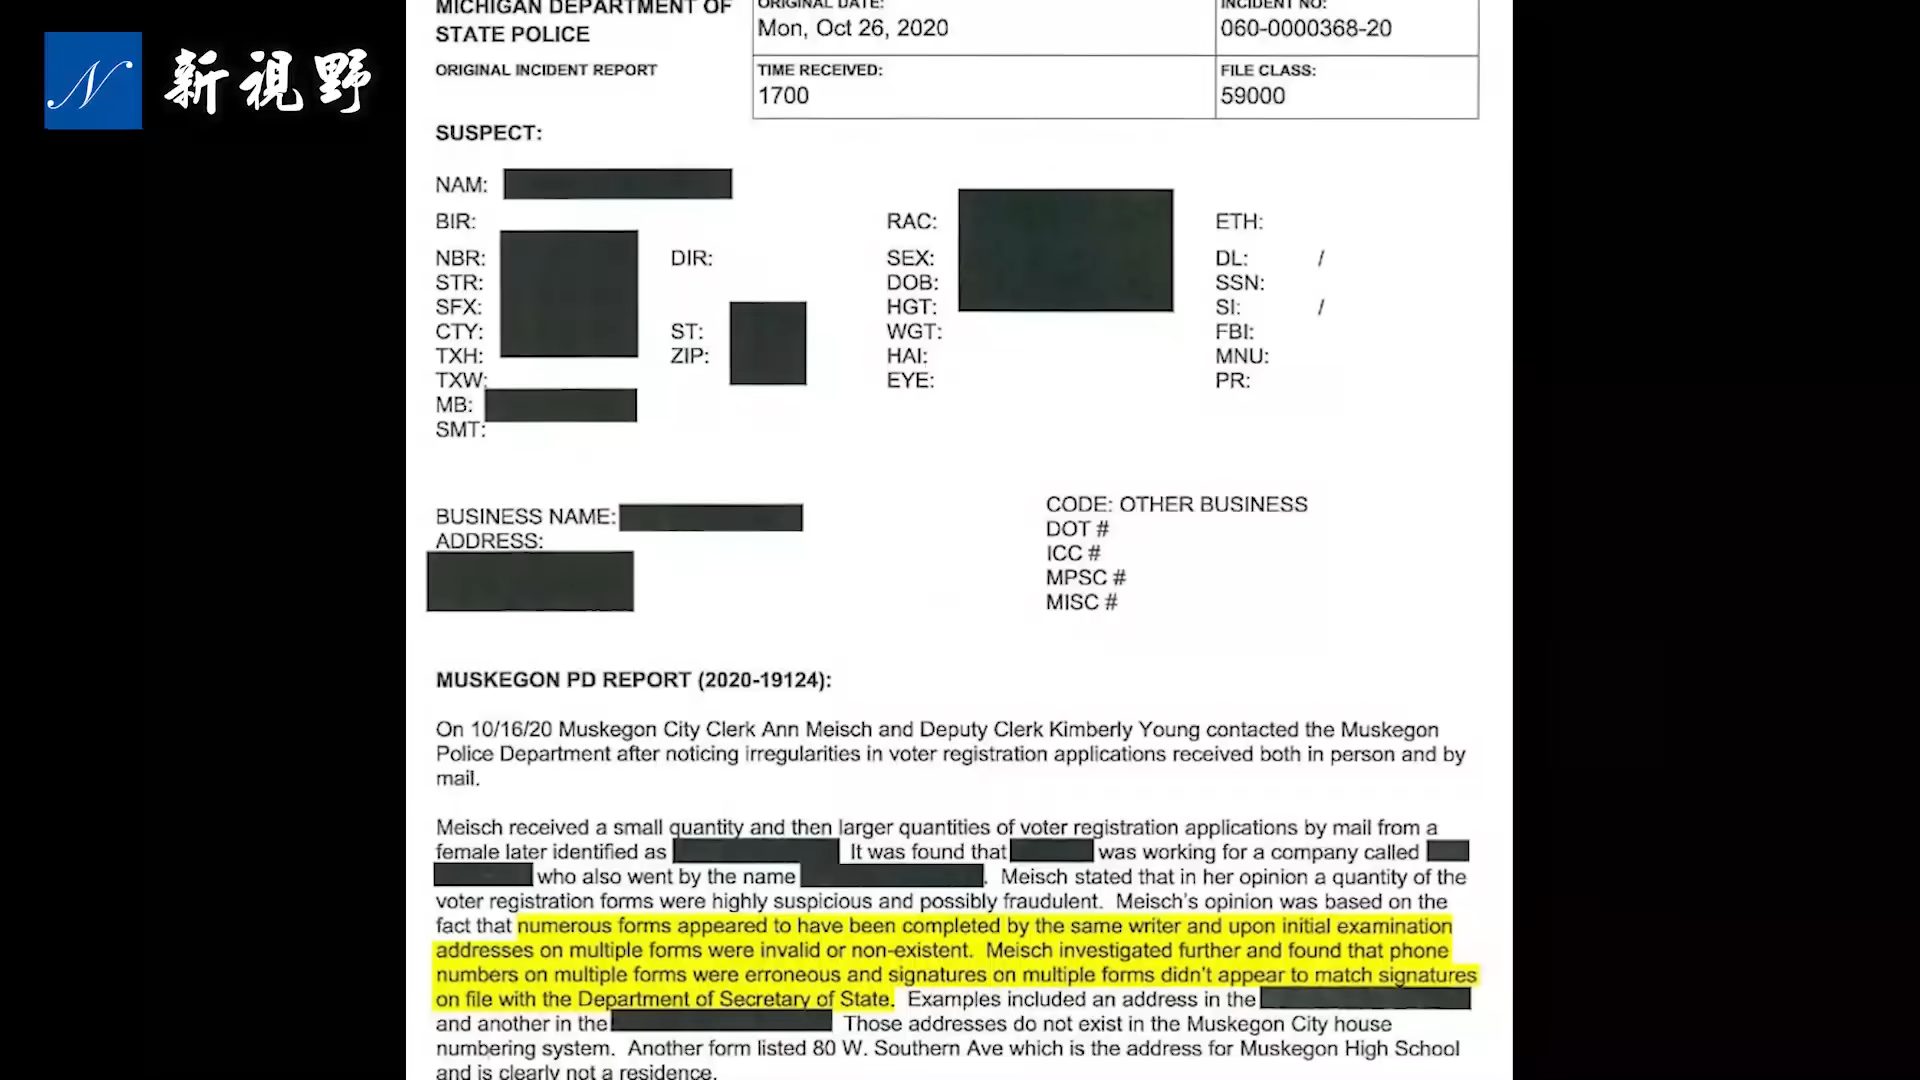 新視野
MICHIGAN DEPARTMENT OF
STATE POLICE
ORIGINAL INCIDENT REPORT
ORIGINAL DATE:
Mon, Oct 26, 2020
INCIDENT NO:
060-0000368-20
TIME RECEIVED:
1700
FILE CLASS:
59000
SUSPECT:
NAM:
BIR:
RAC:
ETH:
NBR:
DIR:
SEX:
DL: /
STR:
DOB:
SSN:
SFX:
HGT:
SI: /
CTY:
ST:
WGT:
FBI:
TXH:
ZIP:
HAI:
MNU:
TXW:
EYE:
PR:
MB:
SMT:
BUSINESS NAME:
ADDRESS:
CODE: OTHER BUSINESS
DOT #
ICC #
MPSC #
MISC #
MUSKEGON PD REPORT (2020-19124):
On 10/16/20 Muskegon City Clerk Ann Meisch and Deputy Clerk Kimberly Young contacted the Muskegon
Police Department after noticing irregularities in voter registration applications received both in person and by
mail.
Meisch received a small quantity and then larger quantities of voter registration applications by mail from a
female later identified as It was found that was working for a company called
who also went by the name . Meisch stated that in her opinion a quantity of the
voter registration forms were highly suspicious and possibly fraudulent. Meisch's opinion was based on the
fact that numerous forms appeared to have been completed by the same writer and upon initial examination
addresses on multiple forms were invalid or non-existent. Meisch investigated further and found that phone
numbers on multiple forms were erroneous and signatures on multiple forms didn't appear to match signatures
on file with the Department of Secretary of State. Examples included an address in the
and another in the Those addresses do not exist in the Muskegon City house
numbering system. Another form listed 80 W. Southern Ave which is the address for Muskegon High School
and is clearly not a residence.